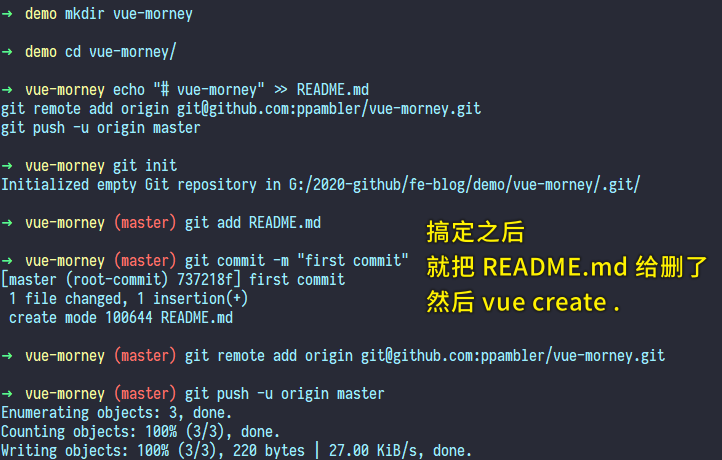 → demo mkdir vue-morney
→ demo cd vue-morney/
→ vue-morney echo "# vue-morney" >> README.md
git remote add origin git@github.com:ppambler/vue-morney.git
git push -u origin master
→ vue-morney git init
Initialized empty Git repository in G:/2020-github/fe-blog/demo/vue-morney/.git/
→ vue-morney (master) git add README.md
→ vue-morney (master) git commit -m "first commit"
[master (root-commit) 737218f] first commit
1 file changed, 1 insertion(+)
create mode 100644 README.md
搞定之后
就把 README.md 给删了
然后 vue create .
→ vue-morney (master) git remote add origin git@github.com:ppambler/vue-morney.git
→ vue-morney (master) git push -u origin master
Enumerating objects: 3, done.
Counting objects: 100% (3/3), done.
Writing objects: 100% (3/3), 220 bytes | 27.00 KiB/s, done.